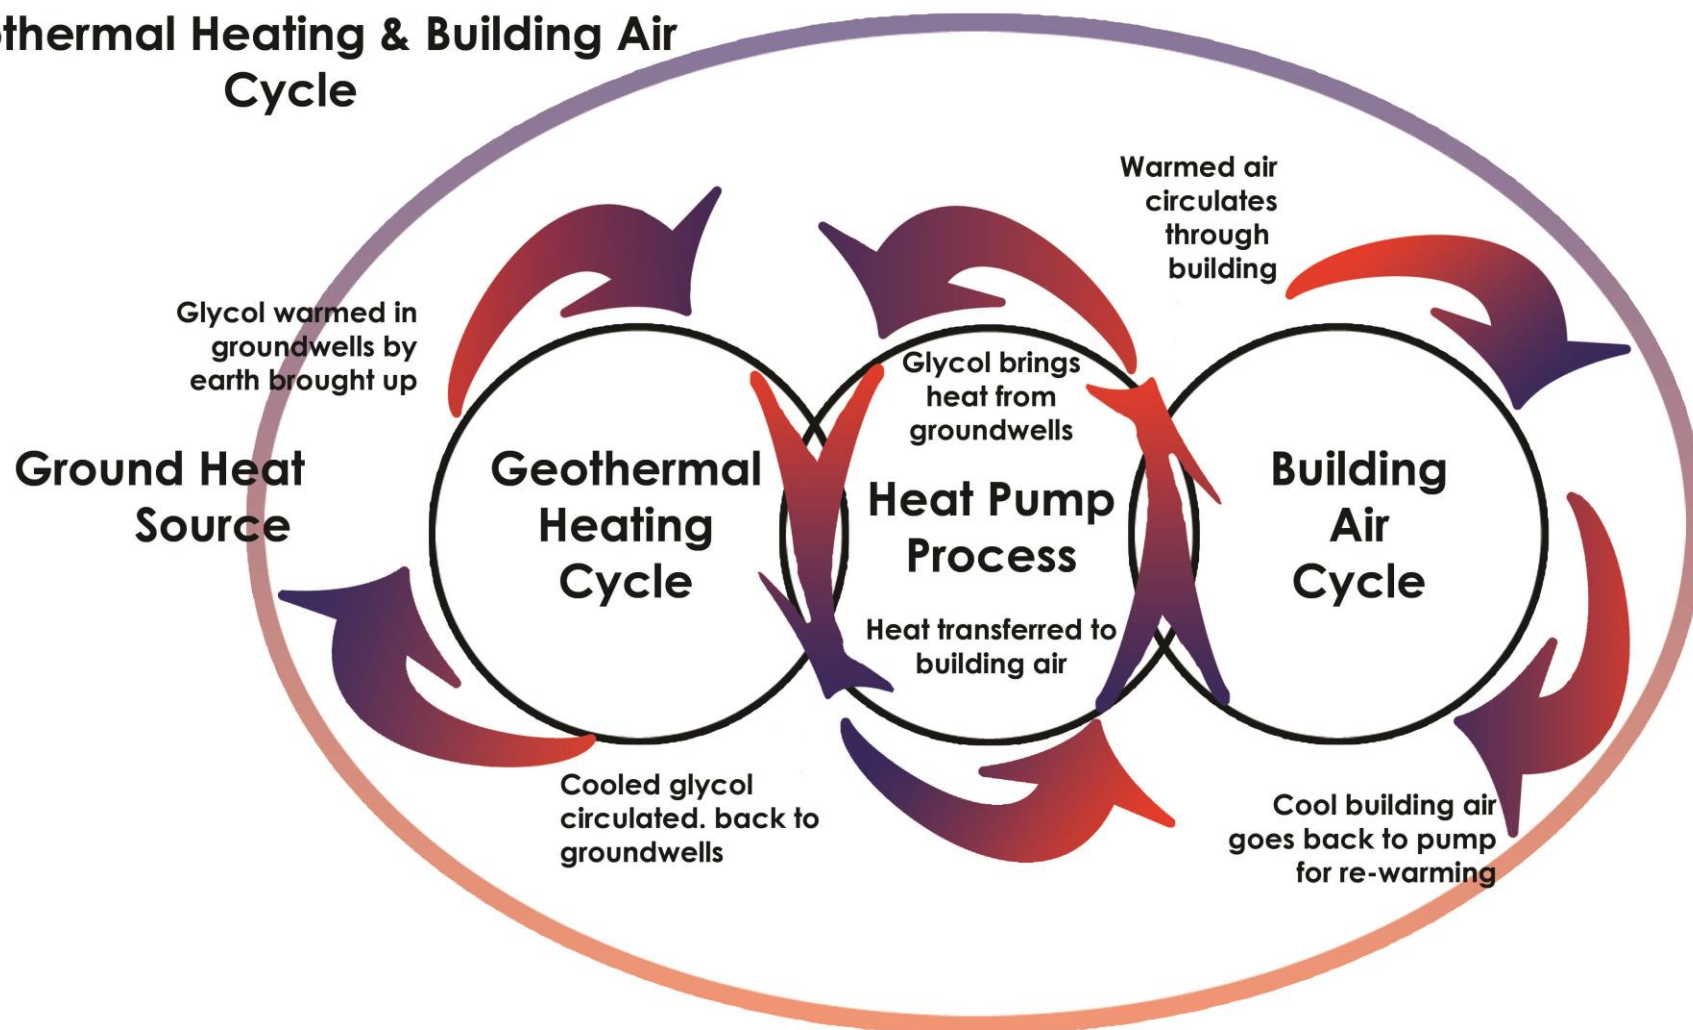 othermal Heating & Building Air
Cycle
Warmed air
circulates
through
building
Glycol warmed in
groundwells by
earth brought up
Glycol brings
heat from
groundwells
Ground Heat
Source
Geothermal
Heating
Cycle
Heat Pump
Process
Building
Air
Cycle
Heat transferred to
building air
Cooled glycol
circulated. back to
groundwells
Cool building air
goes back to pump
for re-warming